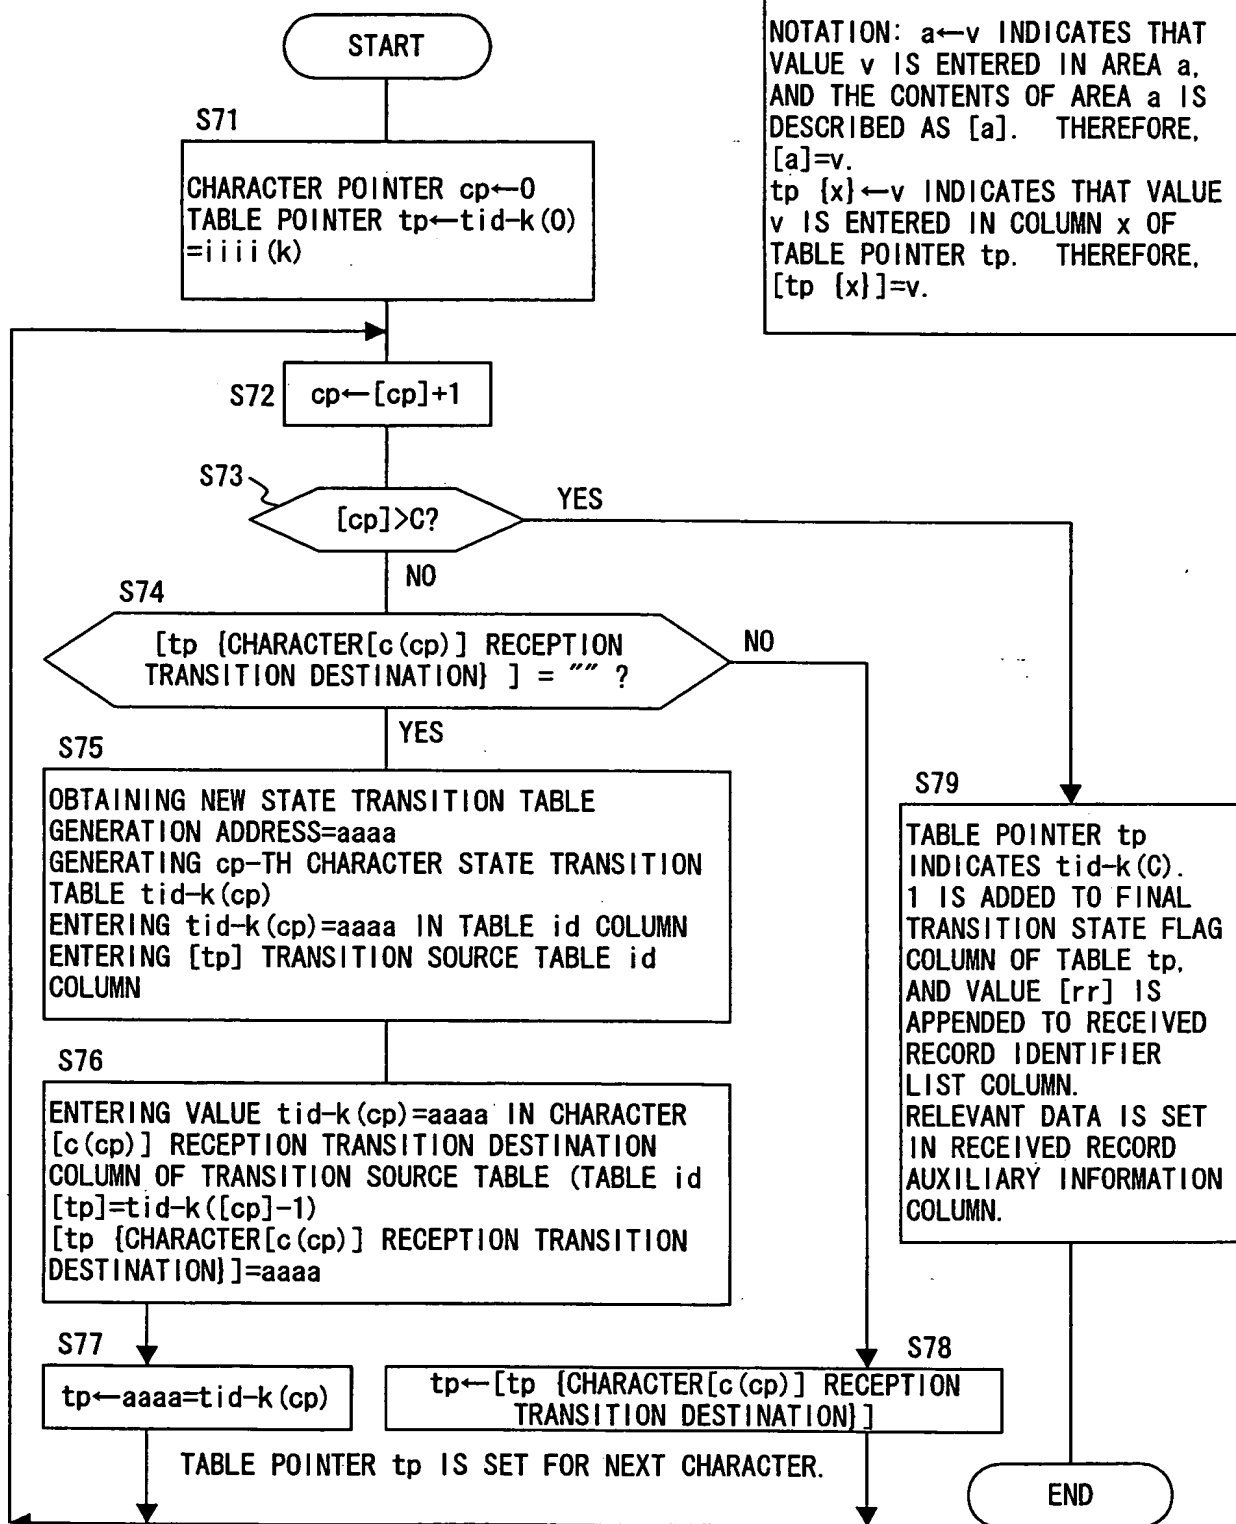 START
NOTATION: a←v INDICATES THAT
VALUE v IS ENTERED IN AREA a,
AND THE CONTENTS OF AREA a IS
DESCRIBED AS [a]. THEREFORE,
[a]=v.
tp {x}←v INDICATES THAT VALUE
v IS ENTERED IN COLUMN x OF
TABLE POINTER tp. THEREFORE,
[tp {x}]=v.
S71
CHARACTER POINTER cp←0
TABLE POINTER tp←tid-k(0)
=iiii(k)
S72
cp←[cp]+1
S73
[cp]>C?
YES
NO
S74
[tp {CHARACTER[c(cp)] RECEPTION
TRANSITION DESTINATION} ] = "" ?
NO
YES
S75
OBTAINING NEW STATE TRANSITION TABLE
GENERATION ADDRESS=aaaa
GENERATING cp-TH CHARACTER STATE TRANSITION
TABLE tid-k(cp)
ENTERING tid-k(cp)=aaaa IN TABLE id COLUMN
ENTERING [tp] TRANSITION SOURCE TABLE id
COLUMN
S76
ENTERING VALUE tid-k(cp)=aaaa IN CHARACTER
[c(cp)] RECEPTION TRANSITION DESTINATION
COLUMN OF TRANSITION SOURCE TABLE (TABLE id
[tp]=tid-k([cp]-1)
[tp {CHARACTER[c(cp)] RECEPTION TRANSITION
DESTINATION}]=aaaa
S77
tp←aaaa=tid-k(cp)
S78
tp←[tp {CHARACTER[c(cp)] RECEPTION
TRANSITION DESTINATION}]
TABLE POINTER tp IS SET FOR NEXT CHARACTER.
S79
TABLE POINTER tp
INDICATES tid-k(C).
1 IS ADDED TO FINAL
TRANSITION STATE FLAG
COLUMN OF TABLE tp,
AND VALUE [rr] IS
APPENDED TO RECEIVED
RECORD IDENTIFIER
LIST COLUMN.
RELEVANT DATA IS SET
IN RECEIVED RECORD
AUXILIARY INFORMATION
COLUMN.
END